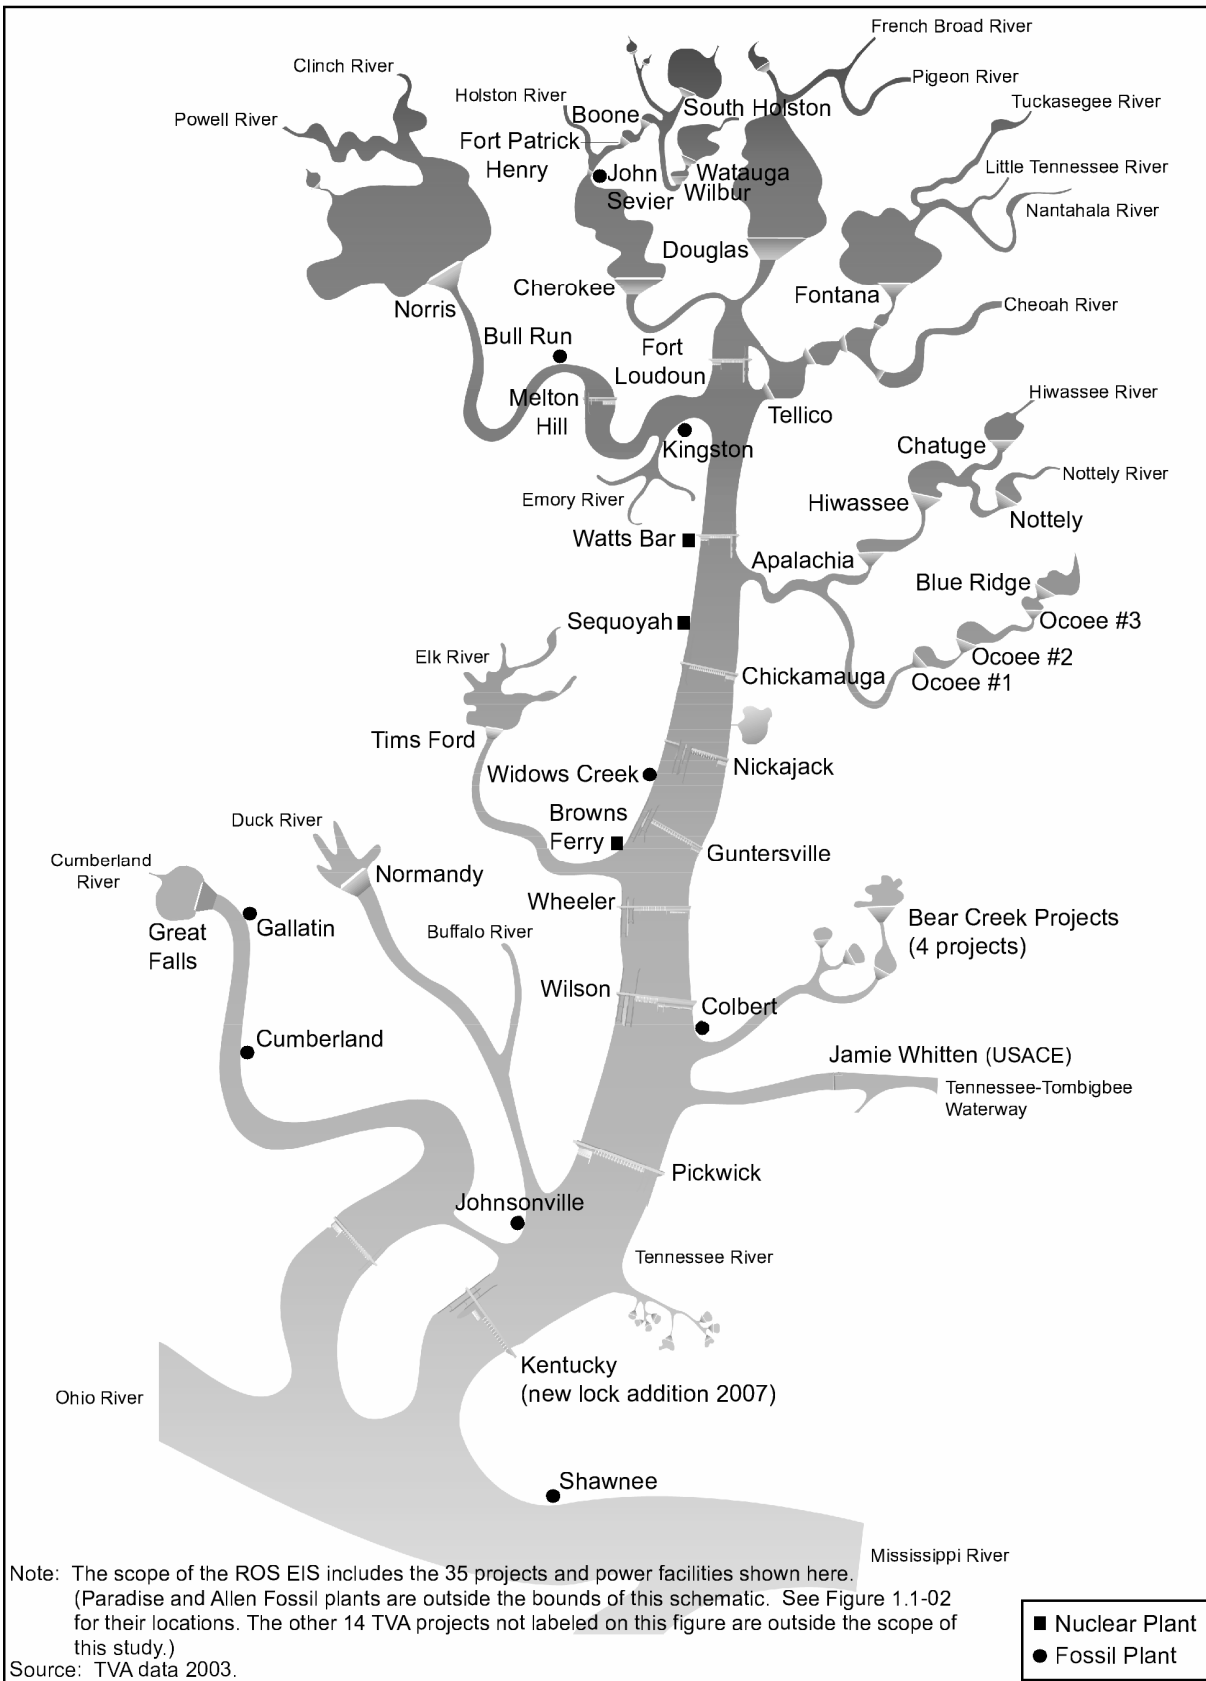 French Broad River
Clinch River
Pigeon River
Holston River
Tuckasegee River
Powell River
Boone
South Holston
Fort Patrick
Henry
Little Tennessee River
John
Sevier
Watauga
Wilbur
Nantahala River
Douglas
Cherokee
Fontana
Norris
Cheoah River
Bull Run
Fort
Loudoun
Melton
Hill
Hiwassee River
Tellico
Chatuge
Kingston
Nottely River
Emory River
Hiwassee
Nottely
Watts Bar
Apalachia
Blue Ridge
Sequoyah
Ocoee #3
Elk River
Ocoee #2
Chickamauga
Ocoee #1
Tims Ford
Widows Creek
Nickajack
Browns
Ferry
Duck River
Guntersville
Cumberland
River
Normandy
Wheeler
Bear Creek Projects
(4 projects)
Gallatin
Great
Falls
Buffalo River
Wilson
Colbert
Cumberland
Jamie Whitten (USACE)
Tennessee-Tombigbee
Waterway
Pickwick
Johnsonville
Tennessee River
Kentucky
(new lock addition 2007)
Ohio River
Shawnee
Mississippi River
Note: The scope of the ROS EIS includes the 35 projects and power facilities shown here.
(Paradise and Allen Fossil plants are outside the bounds of this schematic. See Figure 1.1-02
for their locations. The other 14 TVA projects not labeled on this figure are outside the scope of
this study.)
Source: TVA data 2003.
Nuclear Plant
Fossil Plant